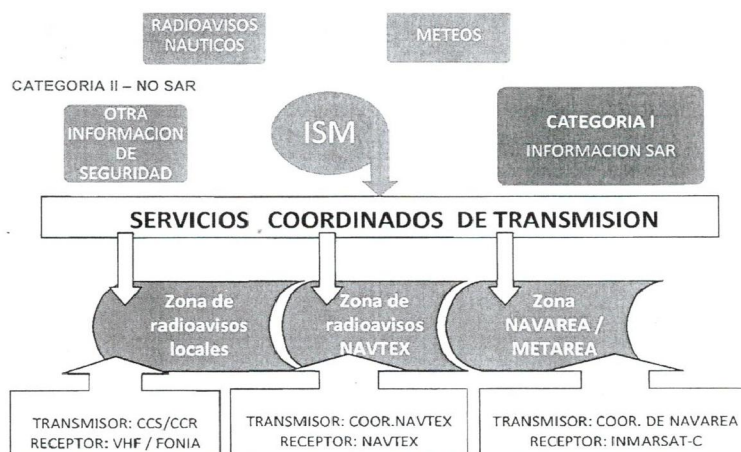 RADIOAVISOS
NAUTICOS
METEOS
CATEGORIA II – NO SAR
OTRA
INFORMACION
DE
SEGURIDAD
ISM
CATEGORIA I
INFORMACION SAR
SERVICIOS COORDINADOS DE TRANSMISION
Zona de
radioavisos
locales
Zona de
radioavisos
NAVTEX
Zona
NAVAREA /
METAREA
TRANSMISOR: CCS/CCR
RECEPTOR: VHF / FONIA
TRANSMISOR: COOR.NAVTEX
RECEPTOR: NAVTEX
TRANSMISOR: COOR. DE NAVAREA
RECEPTOR: INMARSAT-C